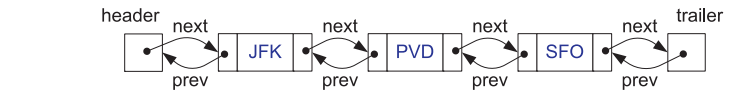 header trailer
next next next next
JFK PVD SFO
prev prev prev prev